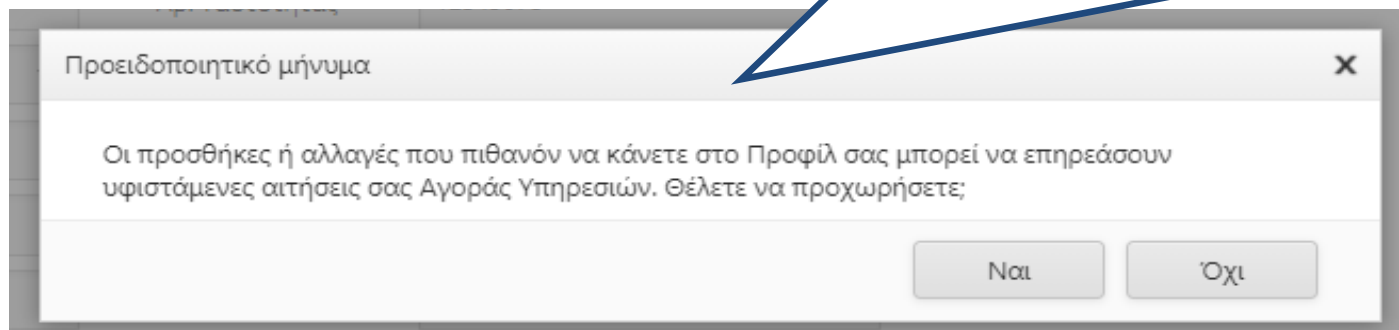 Προειδοποιητικό μήνυμα
Οι προσθήκες ή αλλαγές που πιθανόν να κάνετε στο Προφίλ σας μπορεί να επηρεάσουν
υφιστάμενες αιτήσεις σας Αγοράς Υπηρεσιών. Θέλετε να προχωρήσετε;
Ναι Όχι